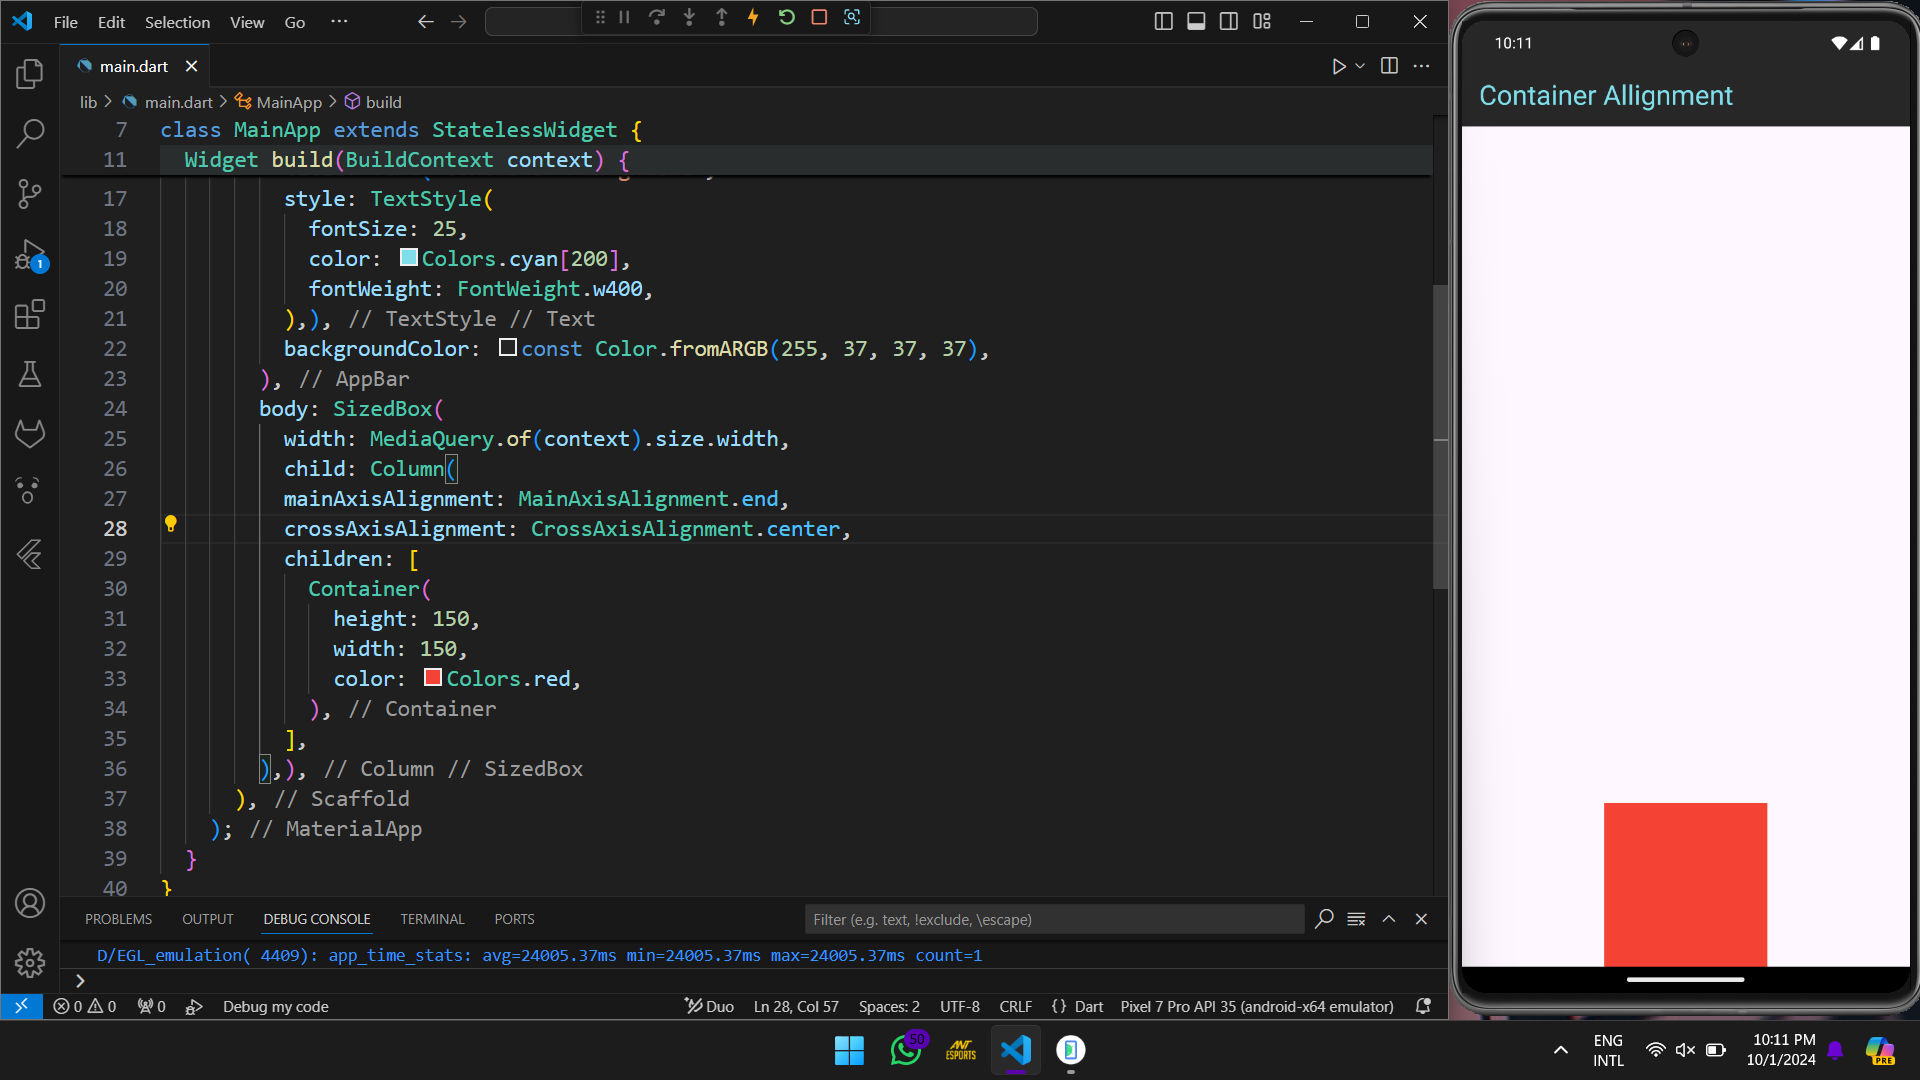 File Edit Selection View Go ···
main.dart
lib > main.dart > MainApp > build
7 class MainApp extends StatelessWidget {
11 Widget build(BuildContext context) {
17 style: TextStyle(
18 fontSize: 25,
19 color: Colors.cyan[200],
20 fontWeight: FontWeight.w400,
21 ),), // TextStyle // Text
22 backgroundColor: const Color.fromARGB(255, 37, 37, 37),
23 ), // AppBar
24 body: SizedBox(
25 width: MediaQuery.of(context).size.width,
26 child: Column(
27 mainAxisAlignment: MainAxisAlignment.end,
28 crossAxisAlignment: CrossAxisAlignment.center,
29 children: [
30 Container(
31 height: 150,
32 width: 150,
33 color: Colors.red,
34 ), // Container
35 ],
36 ),), // Column // SizedBox
37 ), // Scaffold
38 ); // MaterialApp
39 }
40 }
1
PROBLEMS OUTPUT DEBUG CONSOLE TERMINAL PORTS
Filter (e.g. text, !exclude, \escape)
D/EGL_emulation( 4409): app_time_stats: avg=24005.37ms min=24005.37ms max=24005.37ms count=1
>
0 0 0 Debug my code Duo Ln 28, Col 57 Spaces: 2 UTF-8 CRLF {} Dart Pixel 7 Pro API 35 (android-x64 emulator)
10:11
Container Allignment
50
ANT ESPORTS
ENG
INTL
10:11 PM
10/1/2024
PRE